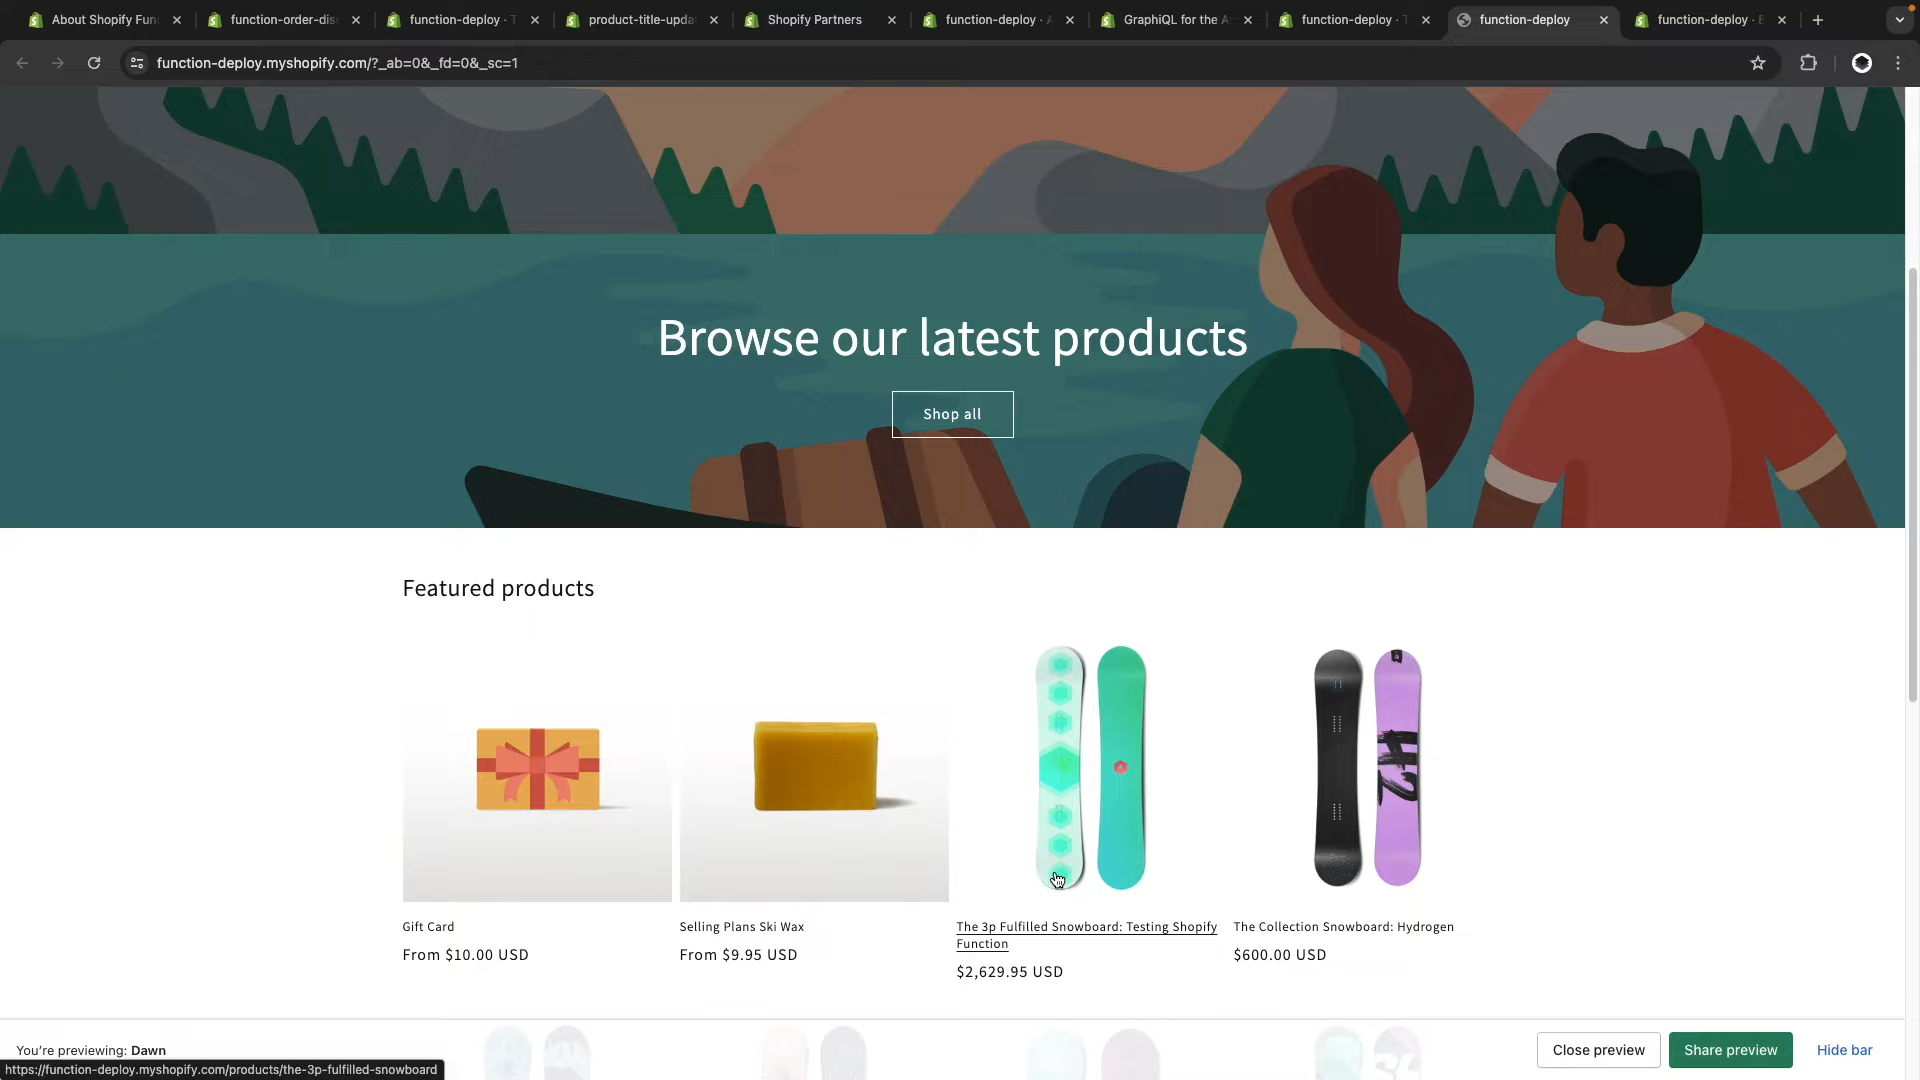 About Shopify Fun
function-order-dis
function-deploy · T
product-title-upda
Shopify Partners
function-deploy · A
GraphiQL for the A
function-deploy · T
function-deploy
function-deploy · E
function-deploy.myshopify.com/?_ab=0&_fd=0&_sc=1
Browse our latest products
Shop all
Featured products
Gift Card
From $10.00 USD
Selling Plans Ski Wax
From $9.95 USD
The 3p Fulfilled Snowboard: Testing Shopify
Function
$2,629.95 USD
The Collection Snowboard: Hydrogen
$600.00 USD
You're previewing: Dawn
Close preview
Share preview
Hide bar
https://function-deploy.myshopify.com/products/the-3p-fulfilled-snowboard